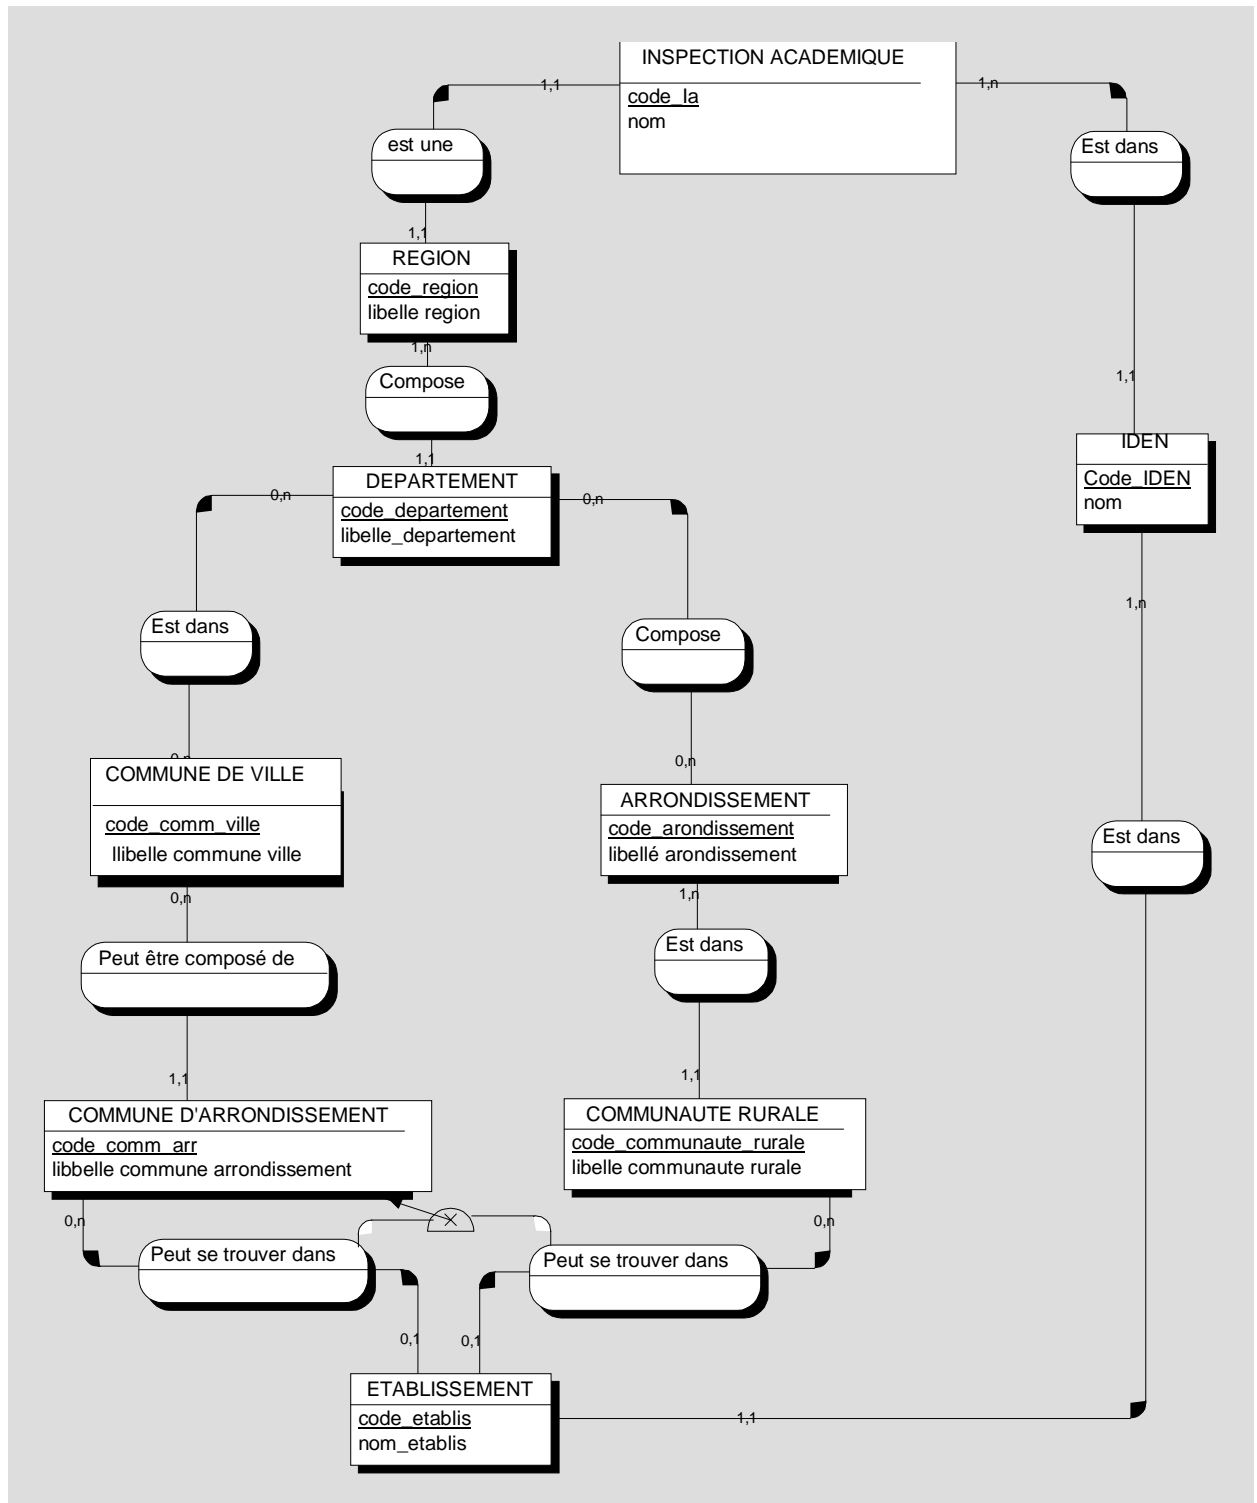 INSPECTION ACADEMIQUE
1,1
1,n
code_Ia
nom
est une
Est dans
1,1
REGION
code_region
libelle region
1,n
Compose
1,1
1,1
IDEN
Code_IDEN
nom
DEPARTEMENT
0,n
0,n
code_departement
libelle_departement
1,n
Est dans
Compose
0,n
0,n
COMMUNE DE VILLE
code_comm_ville
llibelle commune ville
ARRONDISSEMENT
code_arondissement
libellé arondissement
Est dans
0,n
1,n
Peut être composé de
Est dans
1,1
1,1
COMMUNE D'ARRONDISSEMENT
code_comm_arr
libbelle commune arrondissement
COMMUNAUTE RURALE
code_communaute_rurale
libelle communaute rurale
0,n
0,n
Peut se trouver dans
Peut se trouver dans
0,1
0,1
ETABLISSEMENT
code_etablis
nom_etablis
1,1